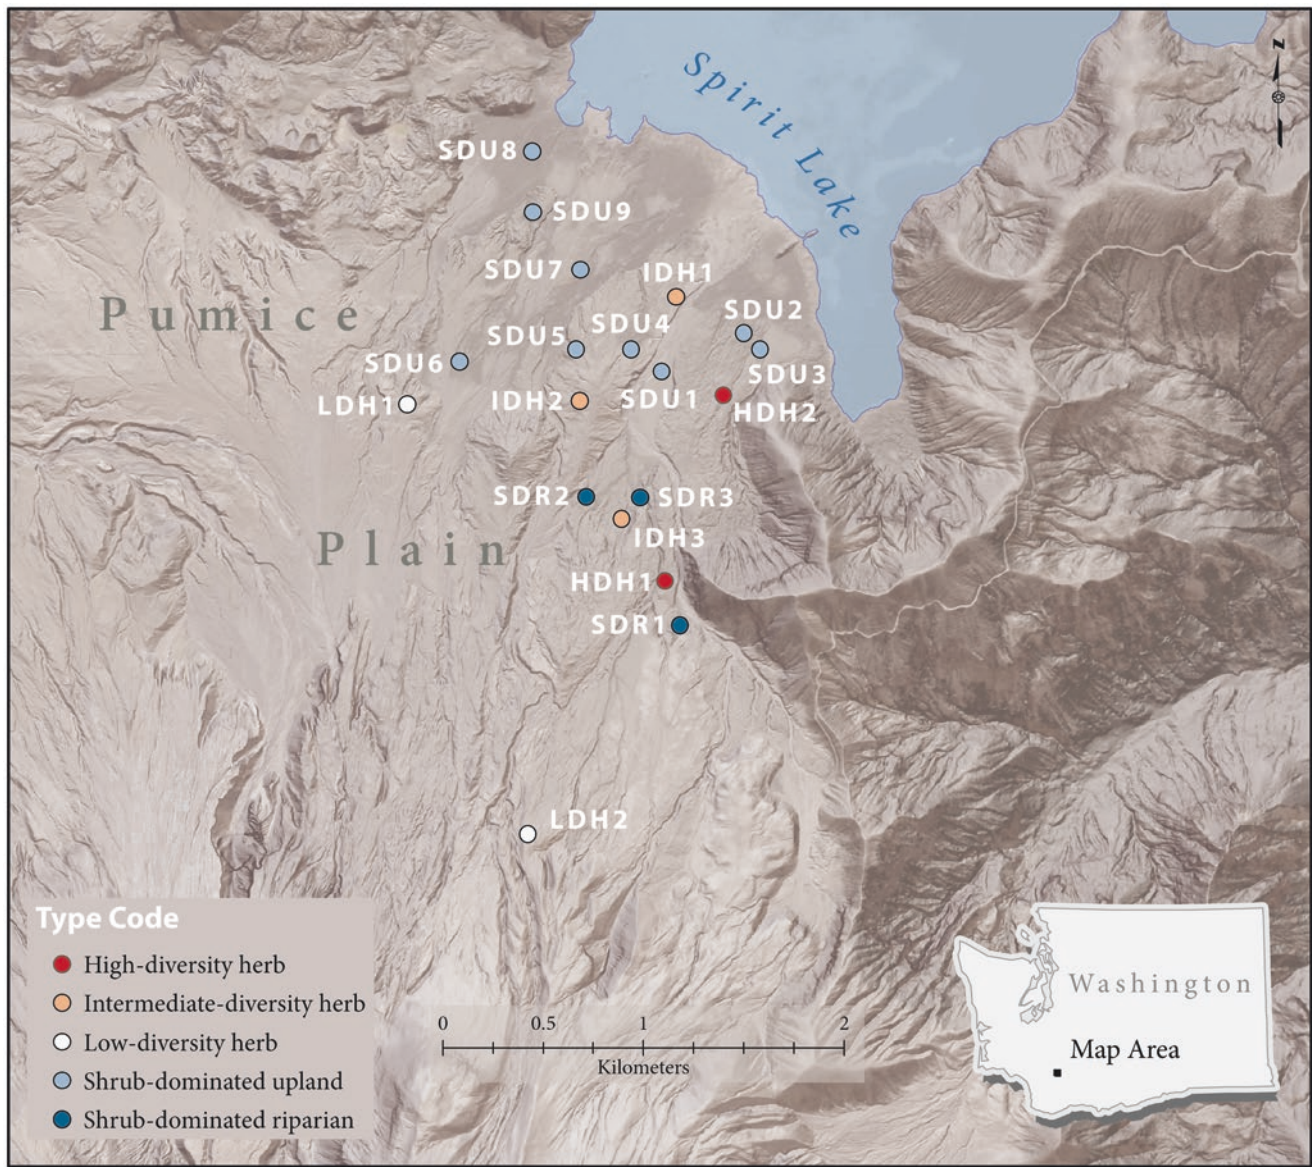 N
Spirit Lake
SDU8
SDU9
SDU7
IDH1
SDU2
SDU4
SDU5
Pumice
SDU6
SDU3
LDH1
IDH2
SDU1
HDH2
SDR2
SDR3
IDH3
Plain
HDH1
SDR1
LDH2
Type Code
High-diversity herb
Intermediate-diversity herb
Low-diversity herb
Shrub-dominated upland
Shrub-dominated riparian
0 0.5 1 2
Kilometers
Washington
Map Area